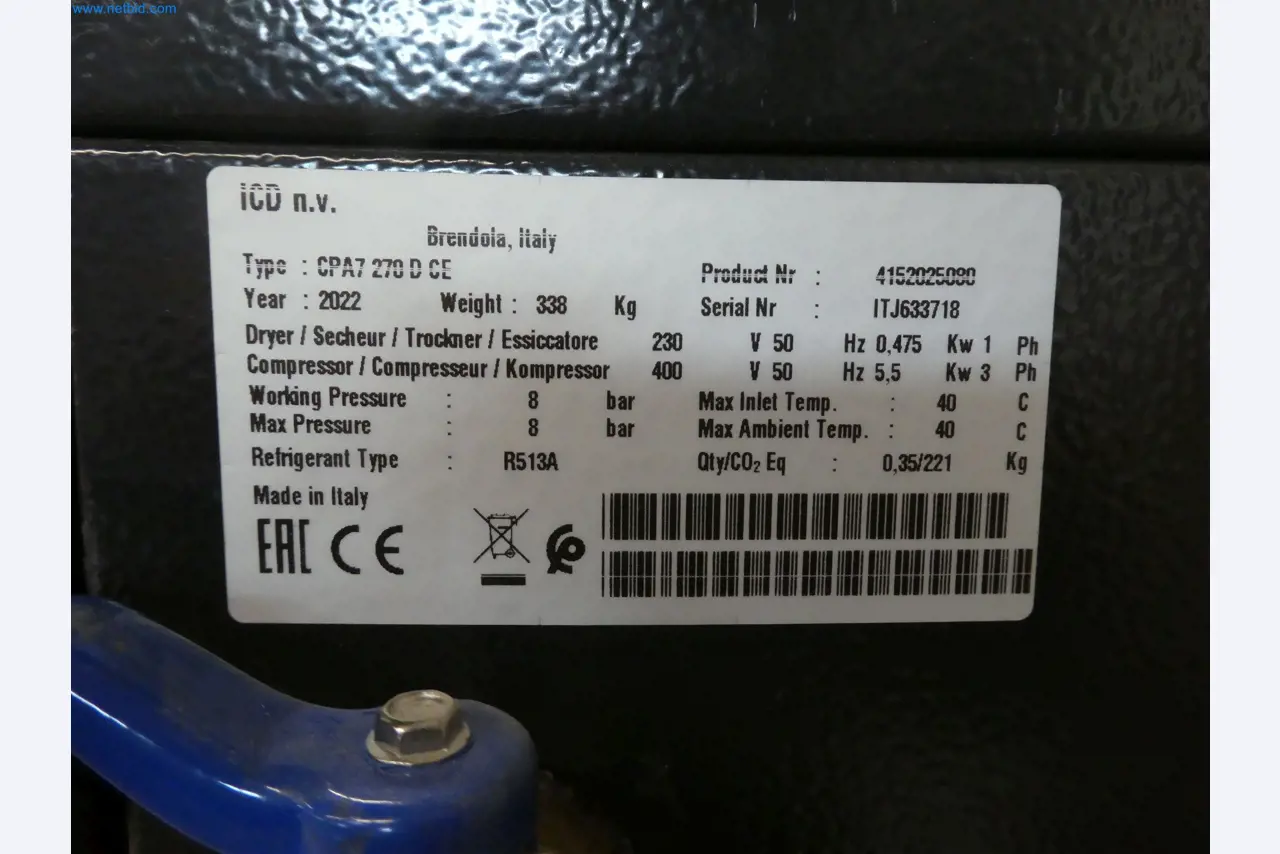 www.netbid.com
ICD n.v.
Brendola, Italy
Type : CPA7 270 D CE Product Nr : 4152025080
Year : 2022 Weight : 338 Kg Serial Nr : ITJ633718
Dryer / Secheur / Trockner / Essiccatore 230 V 50 Hz 0,475 Kw 1 Ph
Compressor / Compresseur / Kompressor 400 V 50 Hz 5,5 Kw 3 Ph
Working Pressure : 8 bar Max Inlet Temp. : 40 C
Max Pressure : 8 bar Max Ambient Temp. : 40 C
Refrigerant Type : R513A Qty/CO₂ Eq : 0,35/221 Kg
Made in Italy
EAC CE